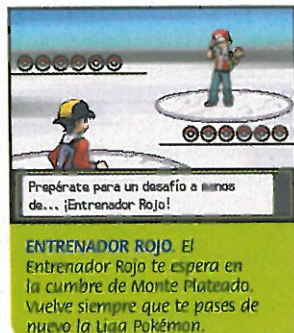 Prepárate para un desafío a manos
de... ¡Entrenador Rojo!
ENTRENADOR ROJO. El
Entrenador Rojo te espera en
la cumbre de Monte Plateado.
Vuelve siempre que te pases de
nuevo la Liga Pokémon.